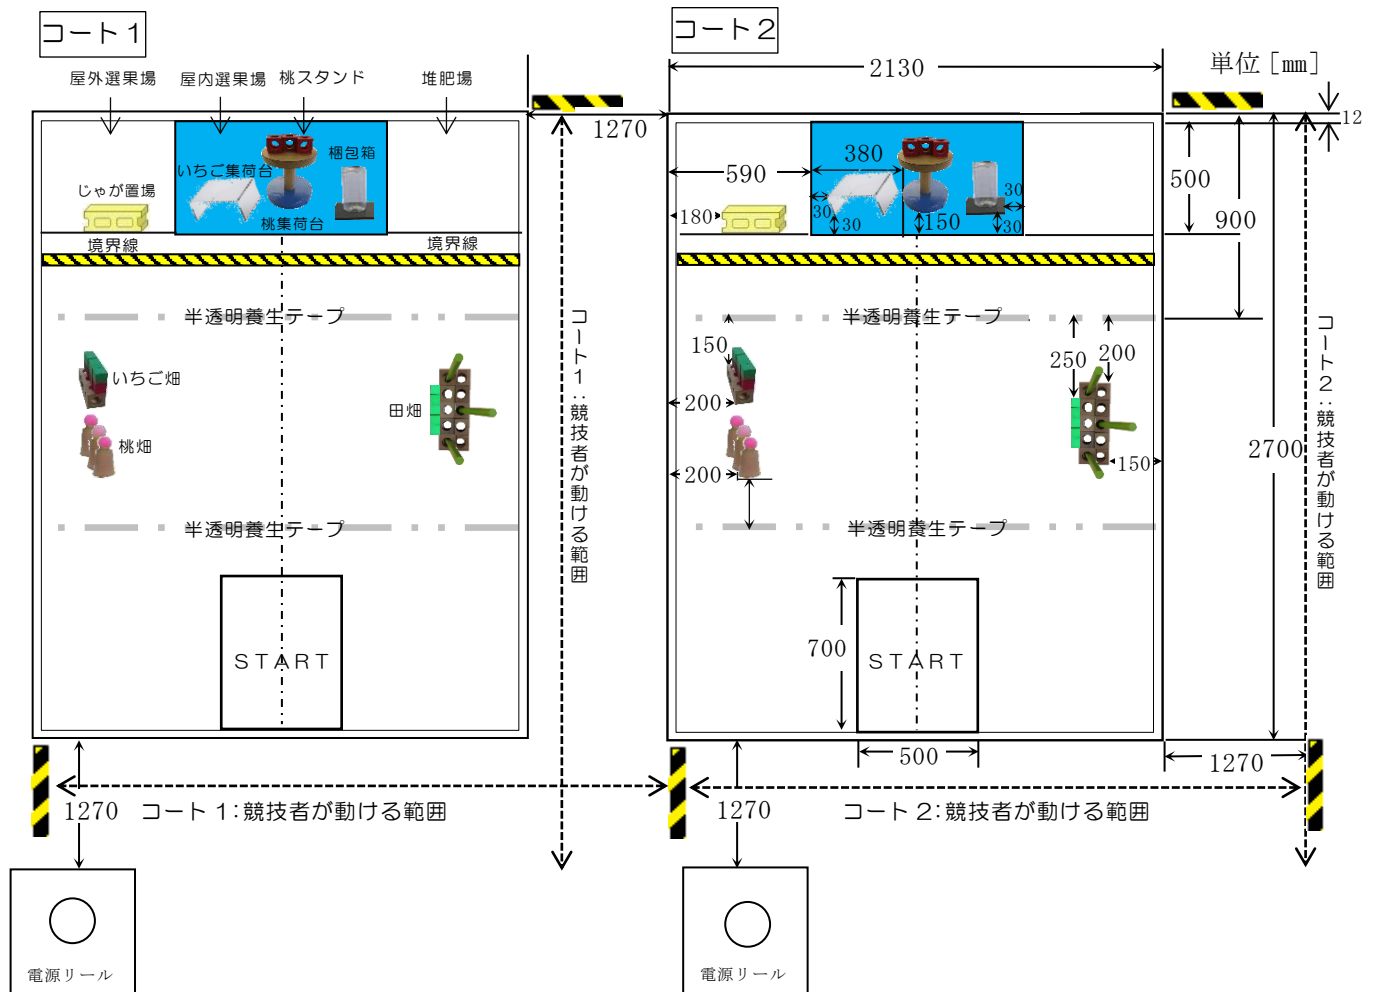 コート１
コート２
単位［mm］
屋外選果場
屋内選果場
桃スタンド
堆肥場
2130
1270
12
いちご集荷台
梱包箱
じゃが置場
桃集荷台
590
380
500
900
180
30
30
150
30
30
境界線
境界線
半透明養生テープ
半透明養生テープ
いちご畑
田畑
桃畑
150
250
200
200
200
150
2700
コート１：競技者が動ける範囲
コート２：競技者が動ける範囲
半透明養生テープ
半透明養生テープ
START
START
700
500
1270
1270
1270
コート１：競技者が動ける範囲
コート２：競技者が動ける範囲
電源リール
電源リール